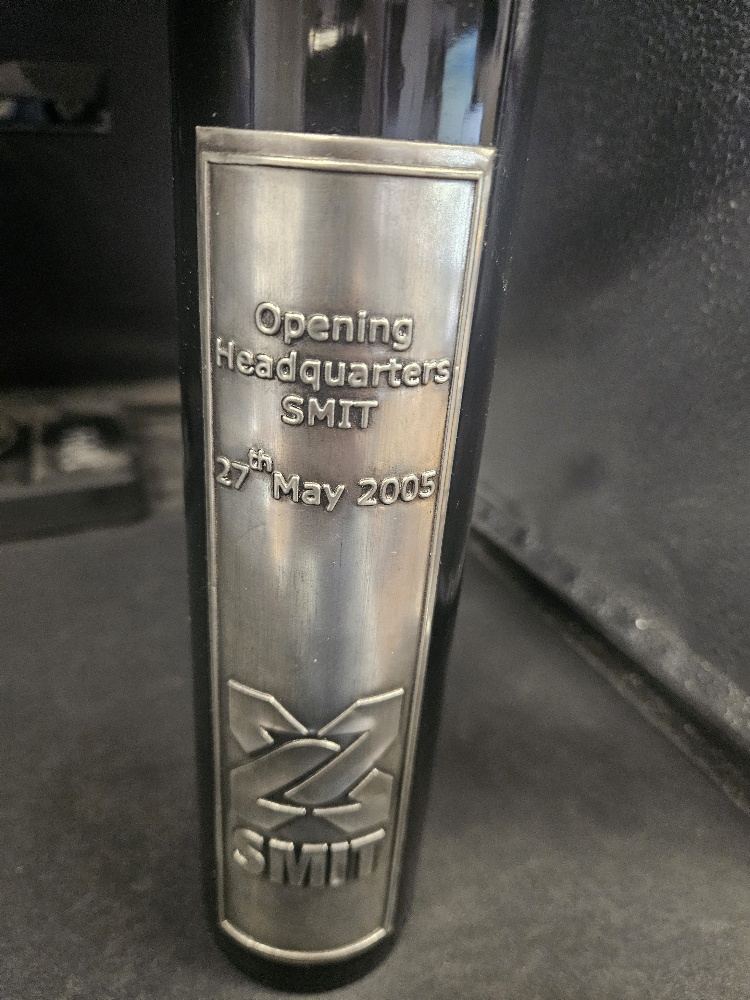 Opening
Headquarters
SMIT
27th May 2005
SMIT